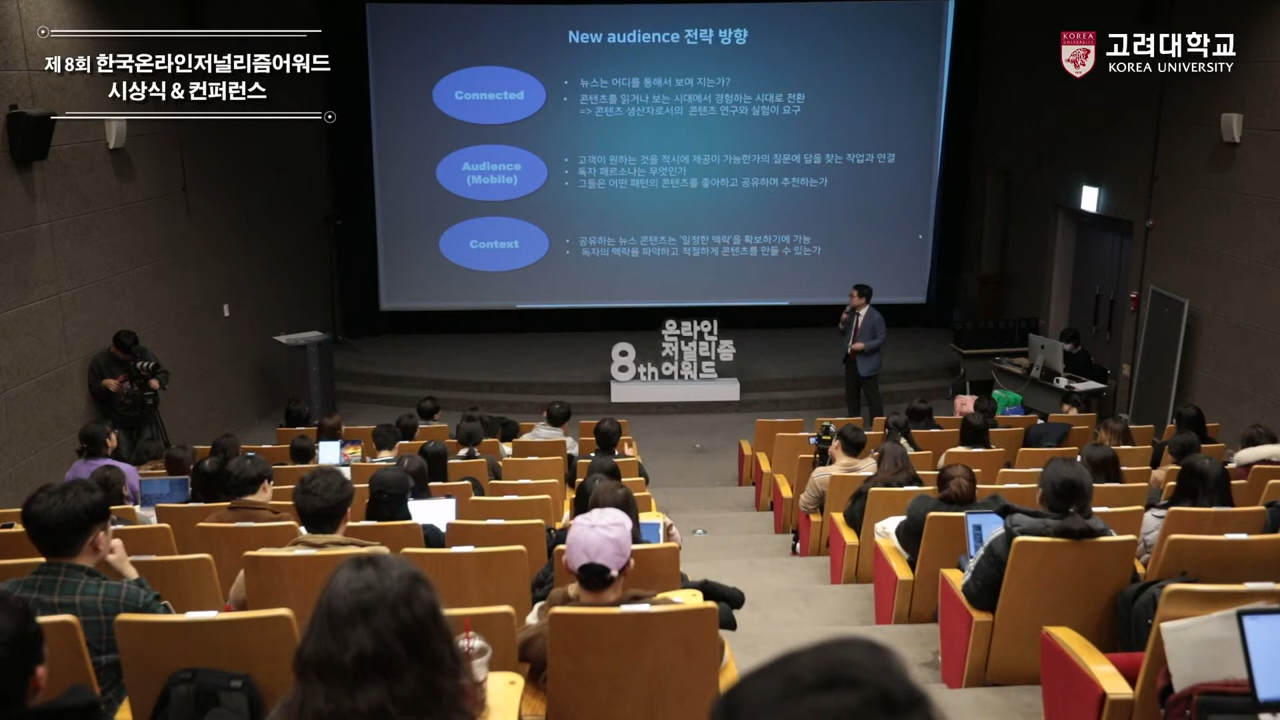 제 8회 한국온라인저널리즘어워드
시상식 & 컨퍼런스
KOREA
UNIVERSITY
고려대학교
KOREA UNIVERSITY
New audience 전략 방향
Connected
• 뉴스는 어디를 통해서 보여 지는가?
• 콘텐츠를 읽거나 보는 시대에서 경험하는 시대로 전환
=> 콘텐츠 생산자로서의 콘텐츠 연구와 실험이 요구
Audience
(Mobile)
• 고객이 원하는 것을 적시에 제공이 가능한가의 질문에 답을 찾는 작업과 연결
• 독자 페르소나는 무엇인가
• 그들은 어떤 패턴의 콘텐츠를 좋아하고 공유하며 추천하는가
Context
• 공유하는 뉴스 콘텐츠는 '일정한 맥락'을 확보하기에 가능
• 독자의 맥락을 파악하고 적절하게 콘텐츠를 만들 수 있는가
8th
온라인
저널리즘
어워드